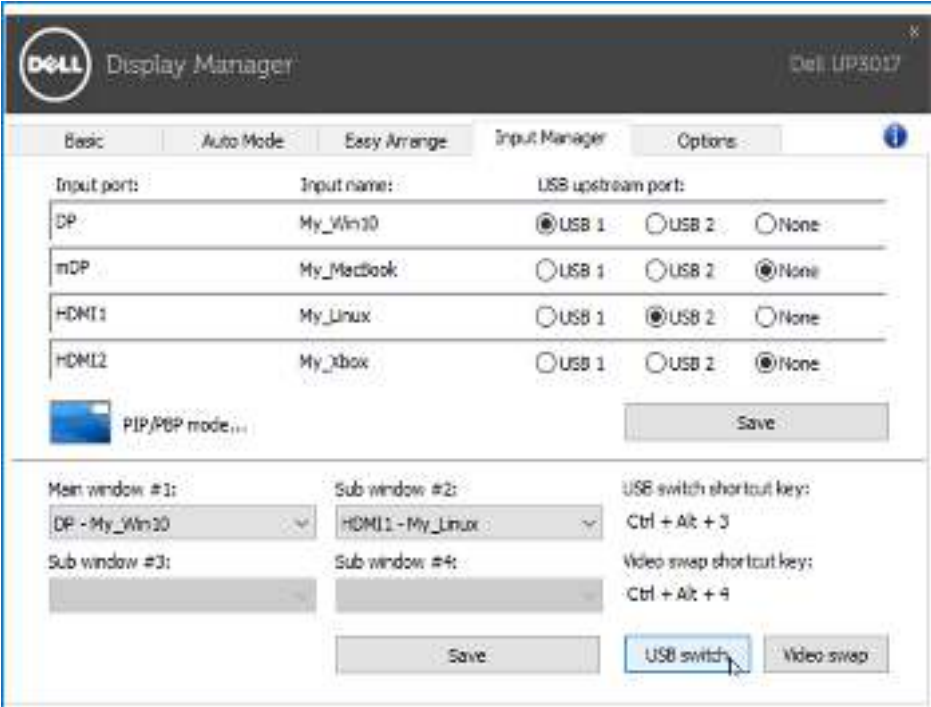 DELL Display Manager
Dell UP3017
Basic Auto Mode Easy Arrange Input Manager Options
Input port: Input name: USB upstream port:
DP My_Win10 USB 1 USB 2 None
mDP My_MacBook USB 1 USB 2 None
HDMI1 My_Linux USB 1 USB 2 None
HDMI2 My_Xbox USB 1 USB 2 None
PIP/PBP mode... Save
Main window #1: Sub window #2: USB switch shortcut key:
DP - My_Win10 HDMI1 - My_Linux Ctrl + Alt + 3
Sub window #3: Sub window #4: Video swap shortcut key:
Ctrl + Alt + 4
Save USB switch Video swap